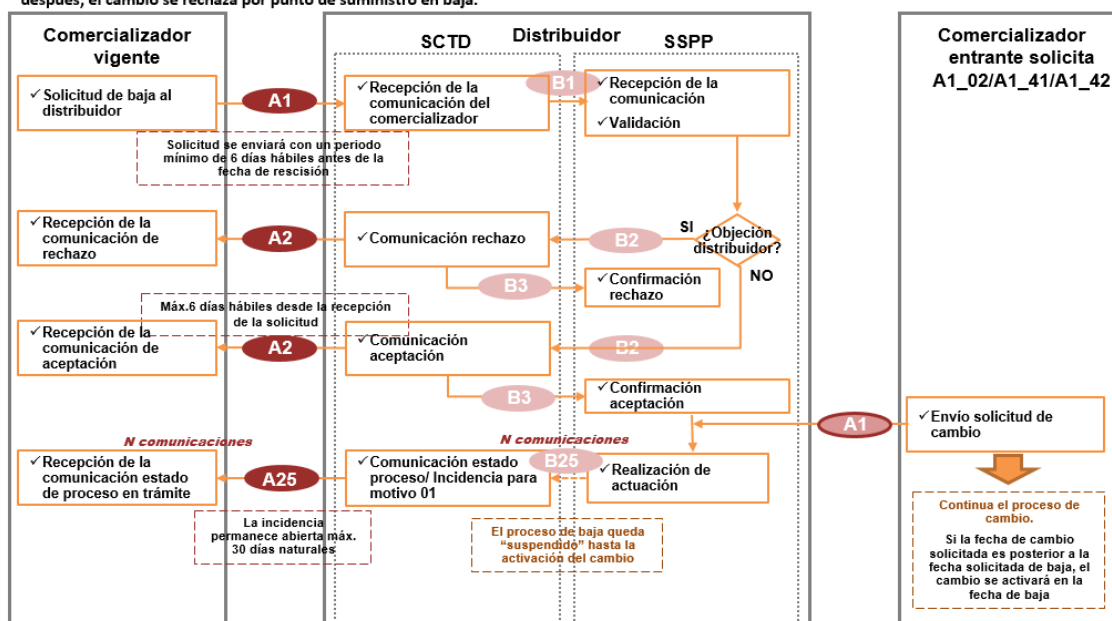 después, el cambio se rechaza por punto de suministro en baja.
Comercializador
vigente
SCTD
Distribuidor
SSPP
Comercializador
entrante solicita
A1_02/A1_41/A1_42
✓Solicitud de baja al
distribuidor
A1
✓Recepción de la
comunicación del
comercializador
B1
✓Recepción de la
comunicación
✓Validación
Solicitud se enviará con un periodo
mínimo de 6 días hábiles antes de la
fecha de rescisión
✓Recepción de la
comunicación de
rechazo
A2
✓Comunicación rechazo
B2
SI
¿Objeción
distribuidor?
NO
B3
✓Confirmación
rechazo
Máx.6 días hábiles desde la recepción
de la solicitud
✓Recepción de la
comunicación de
aceptación
A2
✓Comunicación
aceptación
B2
B3
✓Confirmación
aceptación
A1
✓Envío solicitud de
cambio
N comunicaciones
N comunicaciones
✓Recepción de la
comunicación estado
de proceso en trámite
A25
✓Comunicación estado
proceso/ Incidencia para
motivo 01
B25
✓Realización de
actuación
La incidencia
permanece abierta máx.
30 días naturales
El proceso de baja queda
“suspendido” hasta la
activación del cambio
Continua el proceso de
cambio.
Si la fecha de cambio
solicitada es posterior a la
fecha solicitada de baja, el
cambio se activará en la
fecha de baja